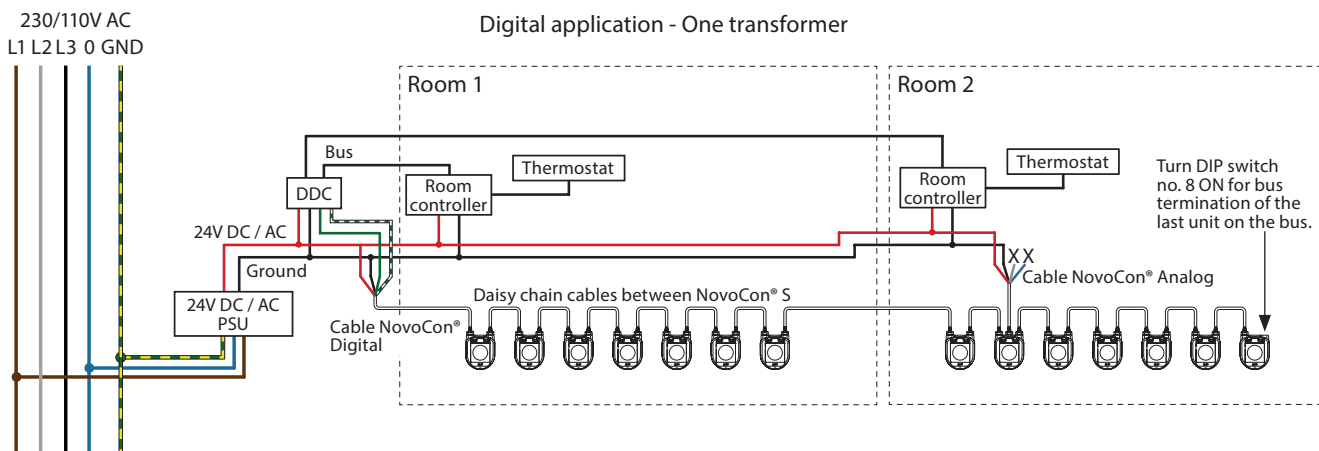 230/110V AC
L1 L2 L3 0 GND
Digital application - One transformer
Room 1
Room 2
Bus
Thermostat
Thermostat
DDC
Room
controller
Room
controller
Turn DIP switch
no. 8 ON for bus
termination of the
last unit on the bus.
24V DC / AC
Ground
X X
Cable NovoCon® Analog
24V DC / AC
PSU
Daisy chain cables between NovoCon® S
Cable NovoCon®
Digital